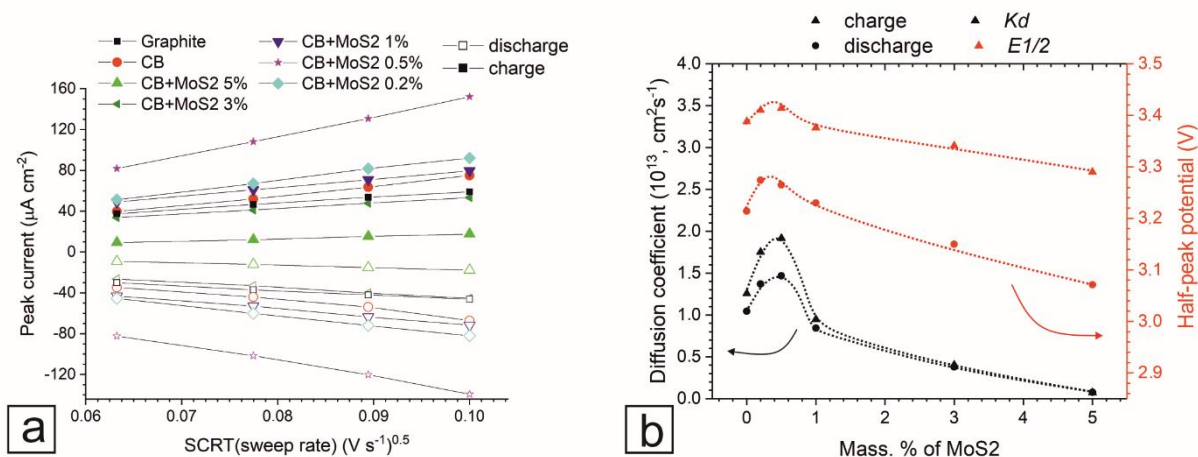 Graphite
CB
CB+MoS2 5%
CB+MoS2 3%
CB+MoS2 1%
CB+MoS2 0.5%
CB+MoS2 0.2%
discharge
charge
Peak current (µA cm⁻²)
160
120
80
40
0
-40
-80
-120
0.06 0.07 0.08 0.09 0.10
SCRT(sweep rate) (V s⁻¹)⁰·⁵
a
charge
discharge
Kd
E1/2
Diffusion coefficient (10¹³, cm²s⁻¹)
4.0
3.5
3.0
2.5
2.0
1.5
1.0
0.5
0.0
Half-peak potential (V)
3.5
3.4
3.3
3.2
3.1
3.0
2.9
0 1 2 3 4 5
Mass. % of MoS2
b